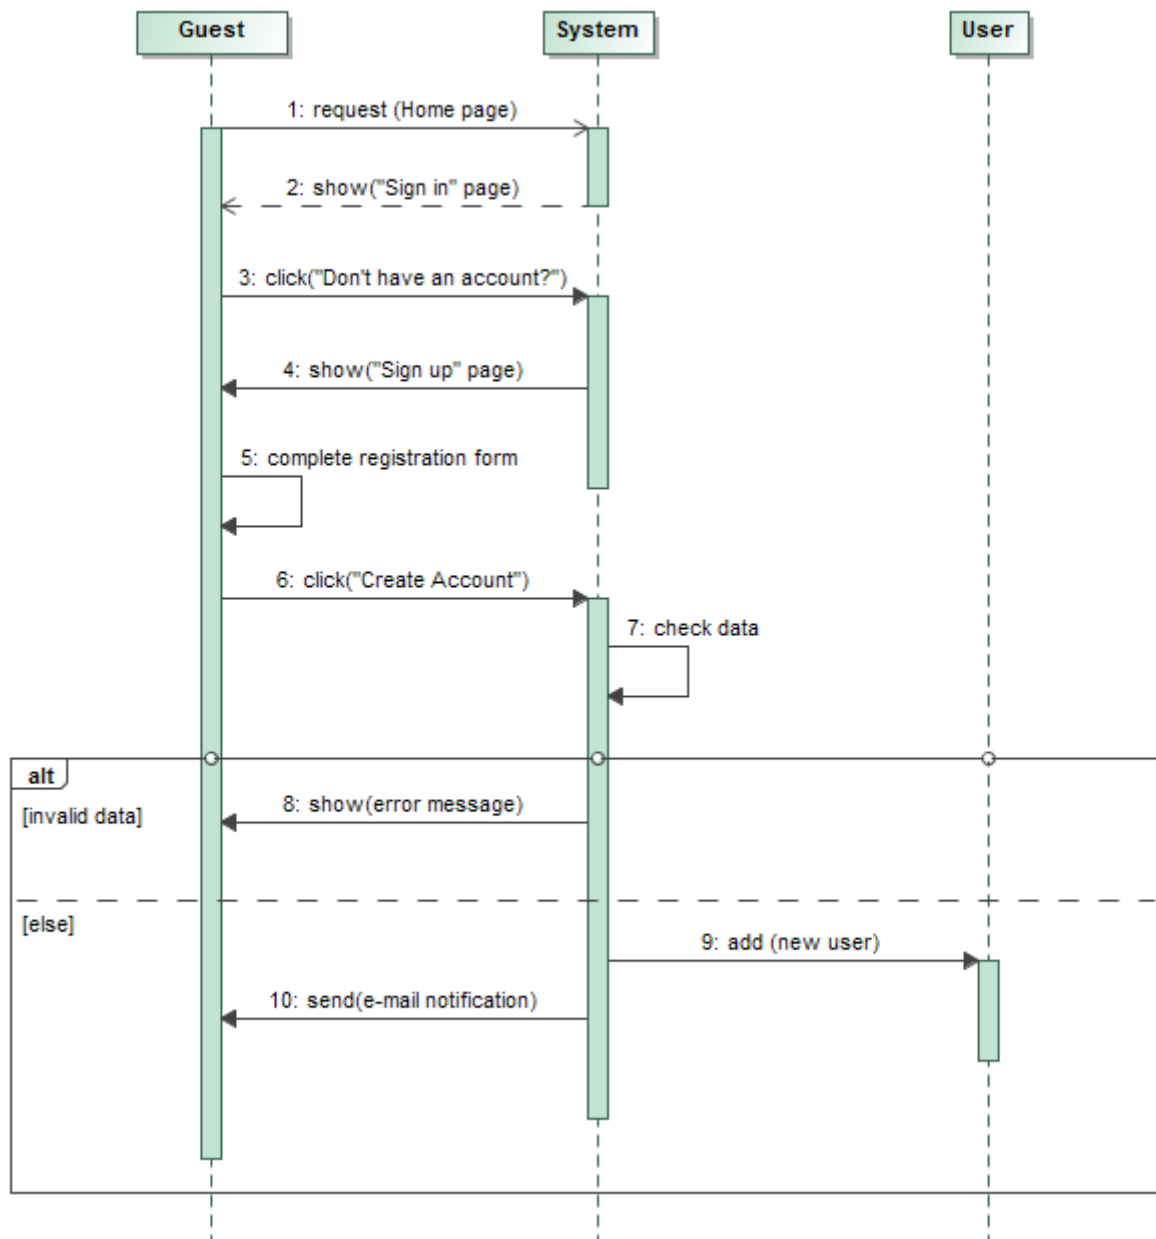 Guest
System
User
1: request (Home page)
2: show("Sign in" page)
3: click("Don't have an account?")
4: show("Sign up" page)
5: complete registration form
6: click("Create Account")
7: check data
alt
8: show(error message)
[invalid data]
[else]
9: add (new user)
10: send(e-mail notification)